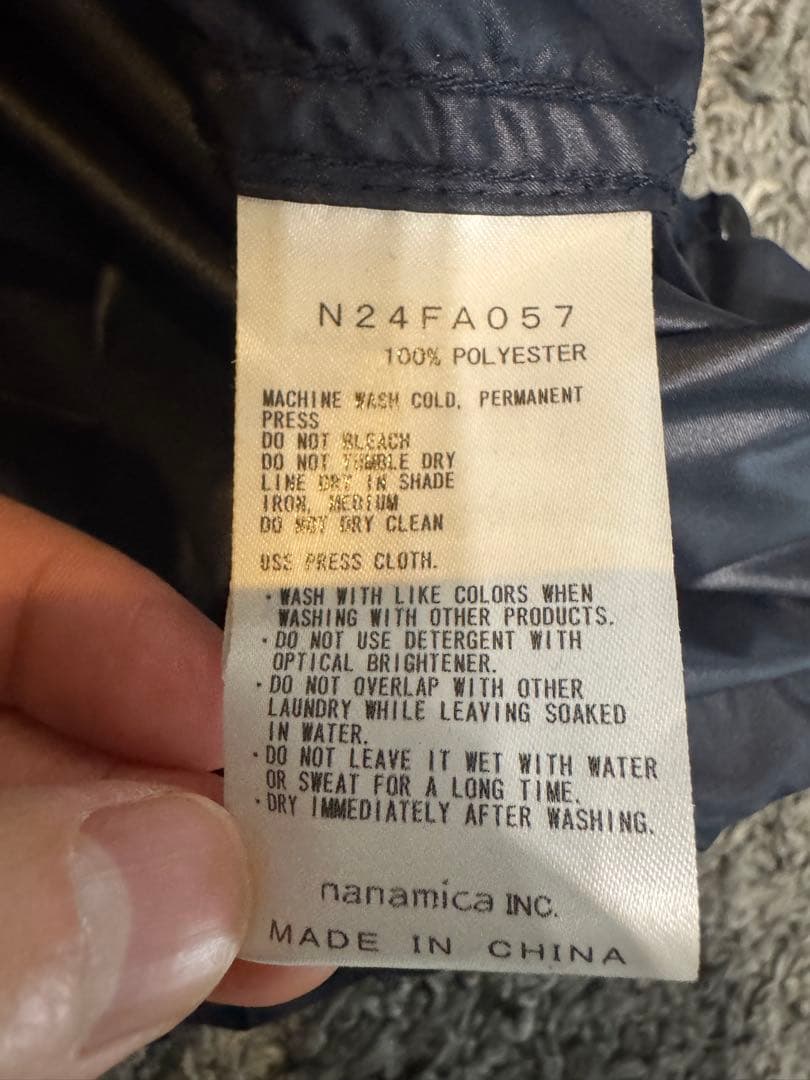 N24FA057
100% POLYESTER
MACHINE WASH COLD, PERMANENT
PRESS
DO NOT BLEACH
DO NOT TUMBLE DRY
LINE DRY IN SHADE
IRON, MEDIUM
DO NOT DRY CLEAN
USE PRESS CLOTH.
・WASH WITH LIKE COLORS WHEN
WASHING WITH OTHER PRODUCTS.
・DO NOT USE DETERGENT WITH
OPTICAL BRIGHTENER.
・DO NOT OVERLAP WITH OTHER
LAUNDRY WHILE LEAVING SOAKED
IN WATER.
・DO NOT LEAVE IT WET WITH WATER
OR SWEAT FOR A LONG TIME.
・DRY IMMEDIATELY AFTER WASHING.
nanamica INC.
MADE IN CHINA